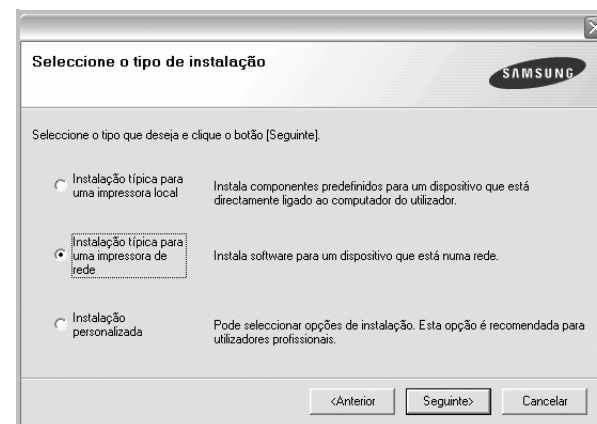 Seleccione o tipo de instalação
SAMSUNG
Seleccione o tipo que deseja e clique o botão [Seguinte].
Instalação típica para
uma impressora local
Instala componentes predefinidos para um dispositivo que está
directamente ligado ao computador do utilizador.
Instalação típica para
uma impressora de
rede
Instala software para um dispositivo que está numa rede.
Instalação
personalizada
Pode seleccionar opções de instalação. Esta opção é recomendada para
utilizadores profissionais.
<Anterior
Seguinte>
Cancelar